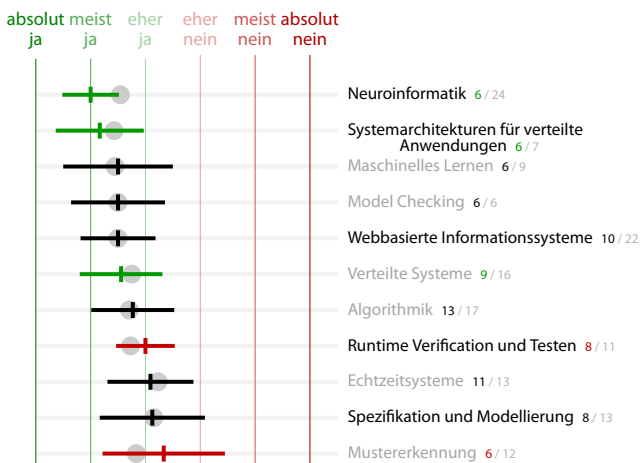 absolut meist eher eher meist absolut
ja ja ja nein nein nein
Neuroinformatik 6 / 24
Systemarchitekturen für verteilte
Anwendungen 6 / 7
Maschinelles Lernen 6 / 9
Model Checking 6 / 6
Webbasierte Informationssysteme 10 / 22
Verteilte Systeme 9 / 16
Algorithmik 13 / 17
Runtime Verification und Testen 8 / 11
Echtzeitsysteme 11 / 13
Spezifikation und Modellierung 8 / 13
Mustererkennung 6 / 12